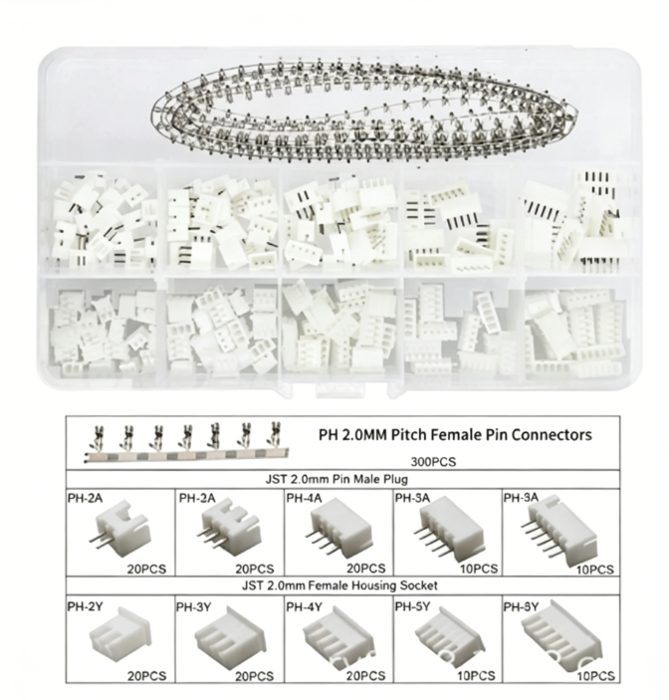 PH 2.0MM Pitch Female Pin Connectors
300PCS
JST 2.0mm Pin Male Plug
PH-2A PH-2A PH-4A PH-3A PH-3A
20PCS 20PCS 20PCS 10PCS 10PCS
JST 2.0mm Female Housing Socket
PH-2Y PH-3Y PH-4Y PH-5Y PH-8Y
20PCS 20PCS 20PCS 10PCS 10PCS